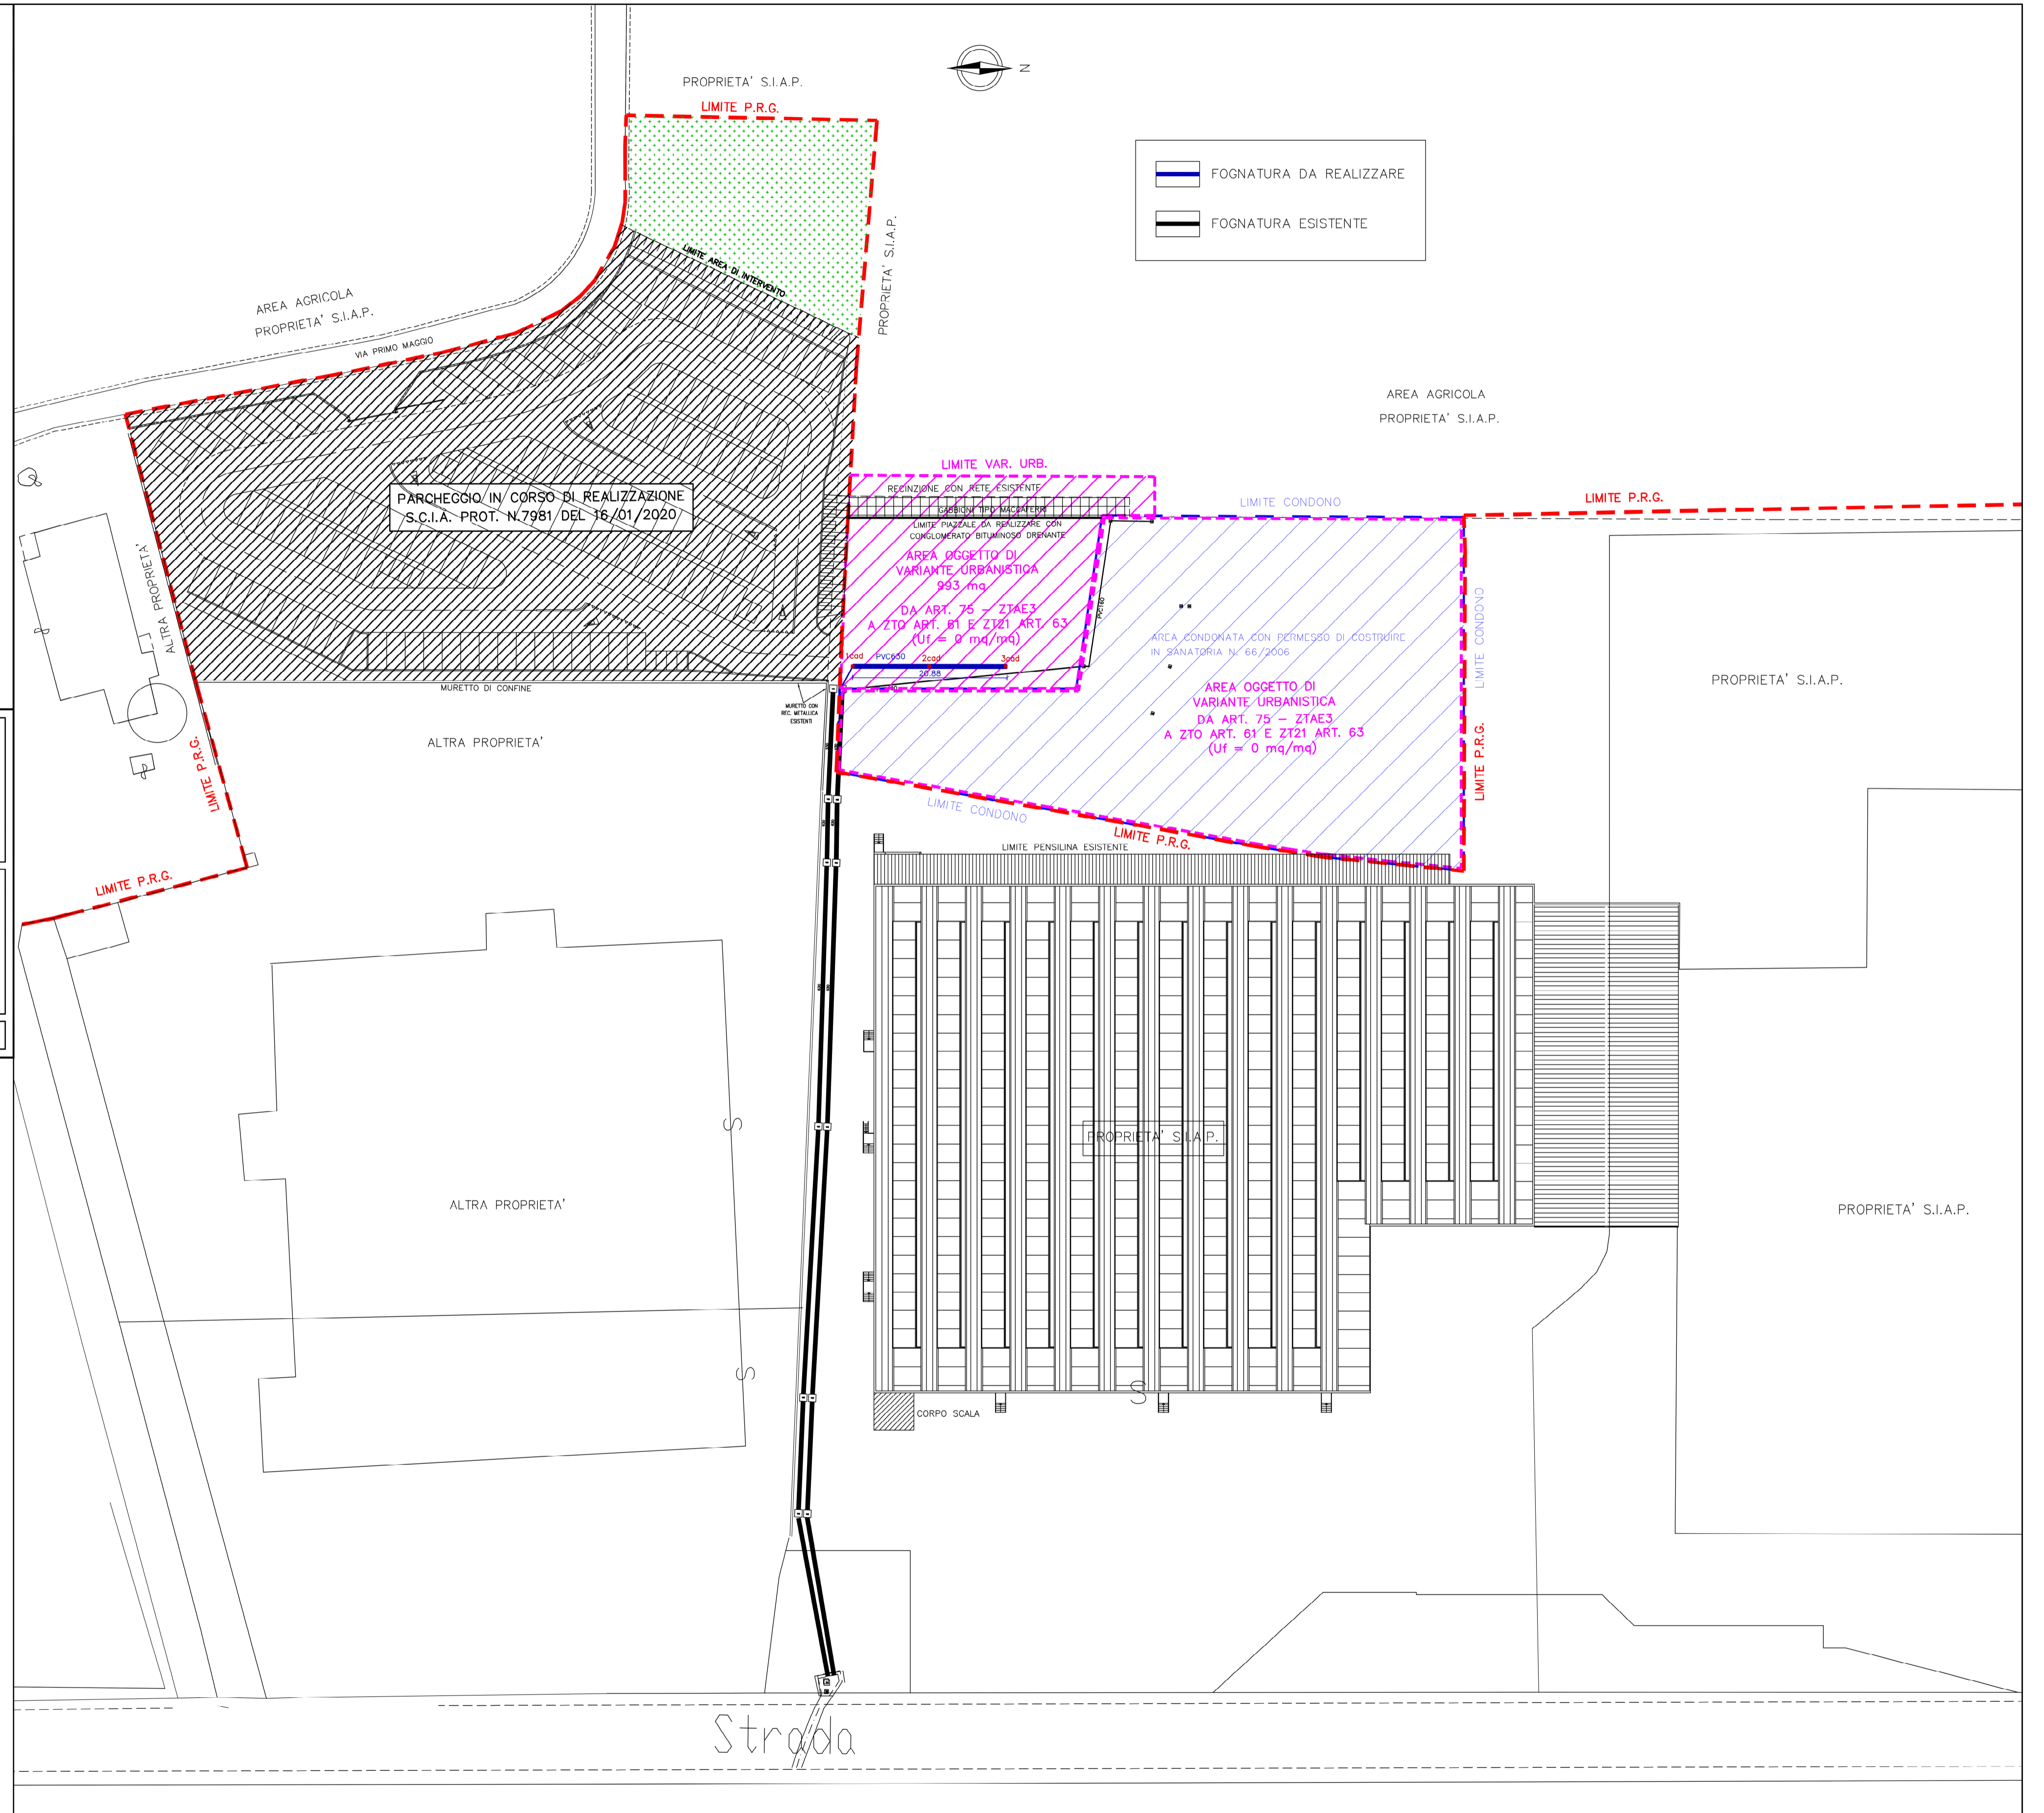 PROPRIETA' S.I.A.P.
LIMITE P.R.G.
N
FOGNATURA DA REALIZZARE
FOGNATURA ESISTENTE
PROPRIETA' S.I.A.P.
LIMITE AREA DI INTERVENTO
AREA AGRICOLA
PROPRIETA' S.I.A.P.
VIA PRIMO MAGGIO
AREA AGRICOLA
PROPRIETA' S.I.A.P.
LIMITE VAR. URB.
RECINZIONE CON RETE ESISTENTE
GABBIONI TIPO MACCAFERRI
LIMITE PIAZZALE DA REALIZZARE CON
CONGLOMERATO BITUMINOSO DRENANTE
LIMITE CONDONO
LIMITE P.R.G.
PARCHEGGIO IN CORSO DI REALIZZAZIONE
S.C.I.A. PROT. N.7981 DEL 16/01/2020
AREA OGGETTO DI
VARIANTE URBANISTICA
993 mq
DA ART. 75 - ZTAE3
A ZTO ART. 61 E ZT21 ART. 63
(Uf = 0 mq/mq)
1cad
PVC630
2cad
3cad
20.88
PVC160
ALTRA PROPRIETA'
AREA CONDONATA CON PERMESSO DI COSTRUIRE
IN SANATORIA N. 66/2006
LIMITE CONDONO
AREA OGGETTO DI
VARIANTE URBANISTICA
DA ART. 75 - ZTAE3
A ZTO ART. 61 E ZT21 ART. 63
(Uf = 0 mq/mq)
PROPRIETA' S.I.A.P.
MURETTO DI CONFINE
MURETTO CON
REC. METALLICA
ESISTENTI
ALTRA PROPRIETA'
LIMITE P.R.G.
LIMITE P.R.G.
LIMITE CONDONO
LIMITE P.R.G.
LIMITE PENSILINA ESISTENTE
LIMITE P.R.G.
S
PROPRIETA' S.I.A.P.
ALTRA PROPRIETA'
PROPRIETA' S.I.A.P.
S
S
CORPO SCALA
Strada